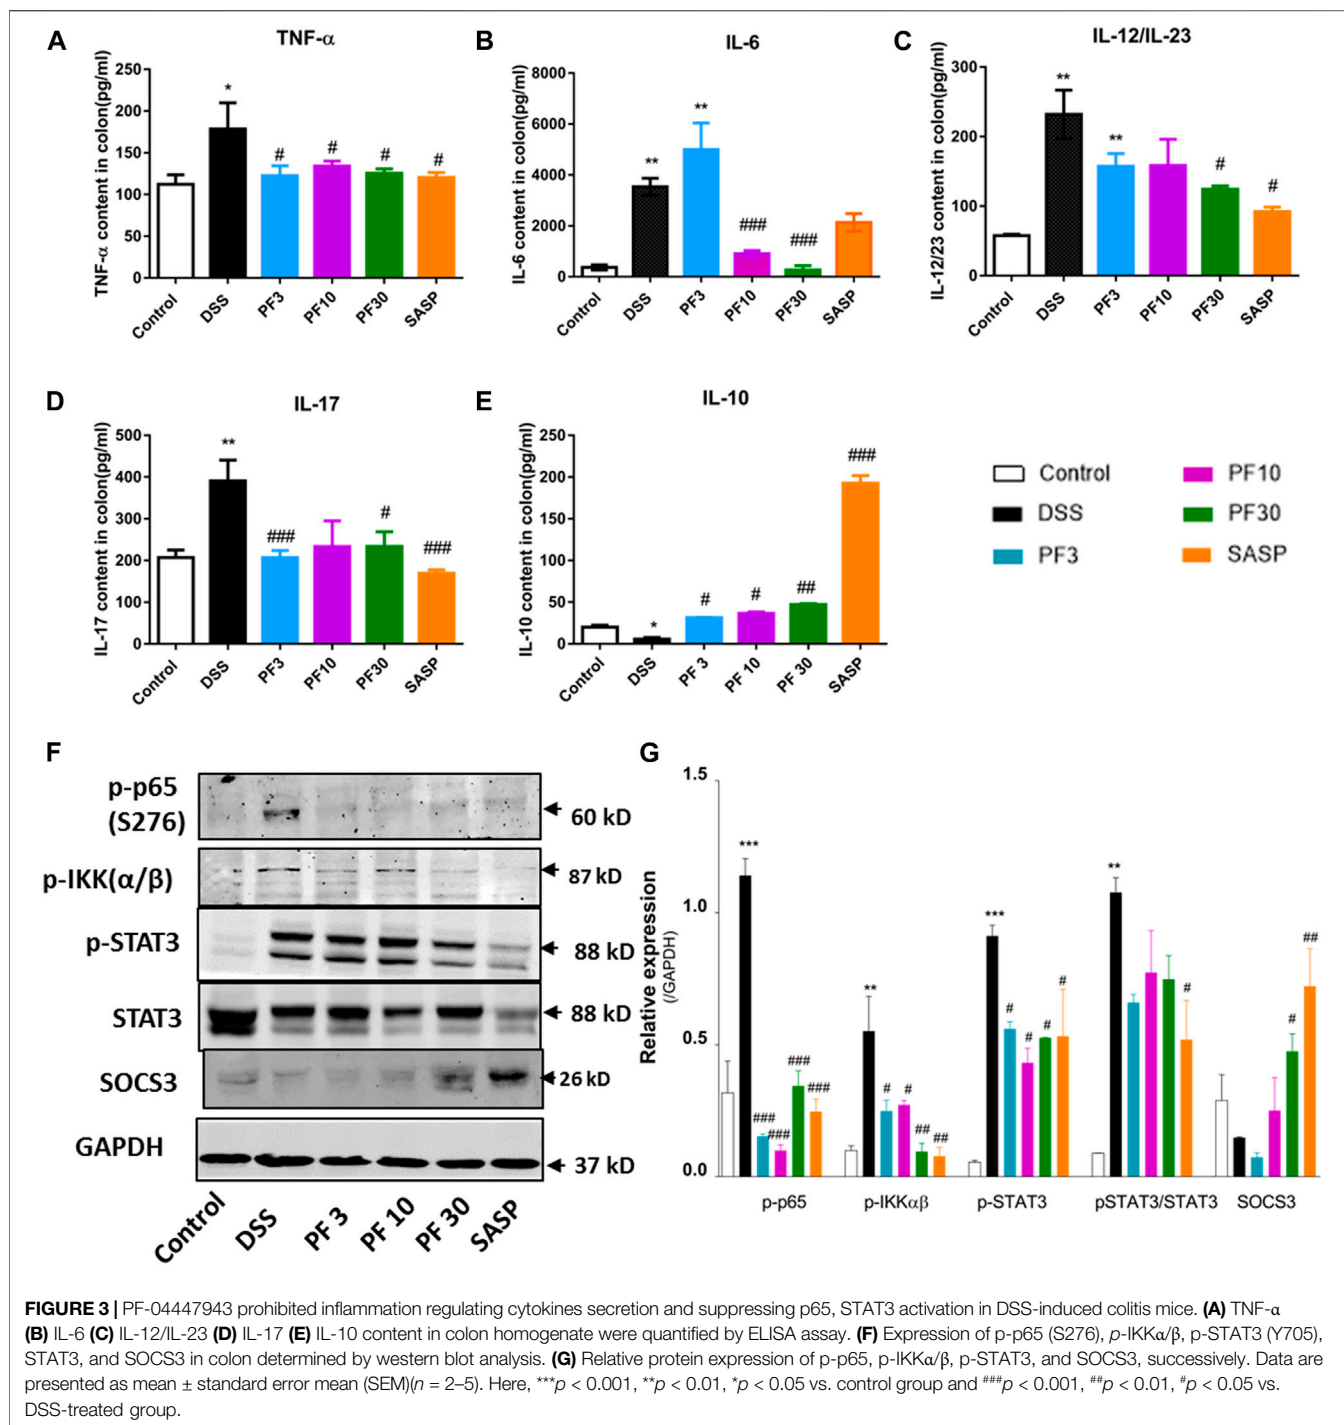 A
TNF-α
TNF-α content in colon(pg/ml)
250
200
150
100
50
0
*
#
#
#
#
Control
DSS
PF3
PF10
PF30
SASP
B
IL-6
IL-6 content in colon(pg/ml)
8000
6000
4000
2000
0
**
**
###
###
Control
DSS
PF3
PF10
PF30
SASP
C
IL-12/IL-23
IL-12/23 content in colon(pg/ml)
300
200
100
0
**
**
#
#
Control
DSS
PF3
PF10
PF30
SASP
D
IL-17
IL-17 content in colon(pg/ml)
500
400
300
200
100
0
**
###
#
###
Control
DSS
PF3
PF10
PF30
SASP
E
IL-10
IL-10 content in colon(pg/ml)
250
200
150
100
50
0
*
#
#
##
###
Control
DSS
PF 3
PF 10
PF 30
SASP
Control
DSS
PF3
PF10
PF30
SASP
F
p-p65
(S276)
60 kD
p-IKK(α/β)
87 kD
p-STAT3
88 kD
STAT3
88 kD
SOCS3
26 kD
GAPDH
37 kD
Control
DSS
PF 3
PF 10
PF 30
SASP
G
Relative expression
(/GAPDH)
1.5
1.0
0.5
0.0
***
###
###
###
###
**
#
#
##
##
***
#
#
#
#
**
#
#
##
p-p65
p-IKKαβ
p-STAT3
pSTAT3/STAT3
SOCS3
FIGURE 3 | PF-04447943 prohibited inflammation regulating cytokines secretion and suppressing p65, STAT3 activation in DSS-induced colitis mice. (A) TNF-α
(B) IL-6 (C) IL-12/IL-23 (D) IL-17 (E) IL-10 content in colon homogenate were quantified by ELISA assay. (F) Expression of p-p65 (S276), p-IKKα/β, p-STAT3 (Y705),
STAT3, and SOCS3 in colon determined by western blot analysis. (G) Relative protein expression of p-p65, p-IKKα/β, p-STAT3, and SOCS3, successively. Data are
presented as mean ± standard error mean (SEM)(n = 2–5). Here, ***p < 0.001, **p < 0.01, *p < 0.05 vs. control group and ###p < 0.001, ##p < 0.01, #p < 0.05 vs.
DSS-treated group.